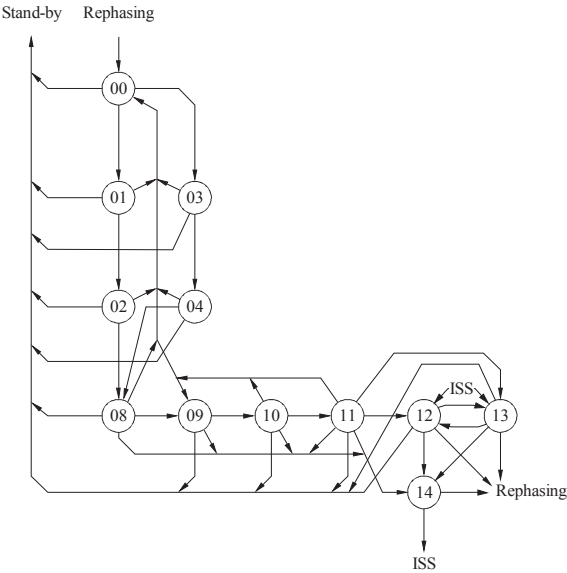 Stand-by Rephasing
00
01 03
02 04
ISS
08 09 10 11 12 13
14 Rephasing
ISS